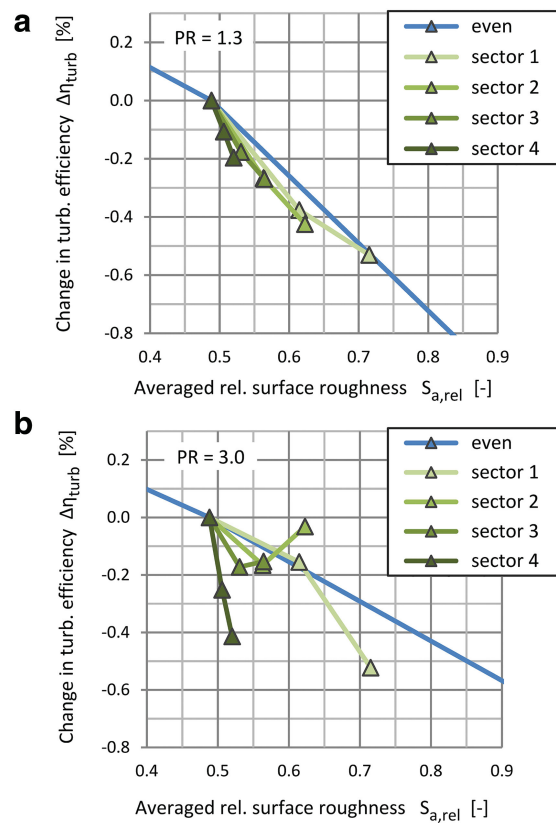 a
Change in turb. efficiency Δη_turb [%]
PR = 1.3
0.2
0.0
-0.2
-0.4
-0.6
-0.8
0.4 0.5 0.6 0.7 0.8 0.9
Averaged rel. surface roughness S_a,rel [-]
even
sector 1
sector 2
sector 3
sector 4
b
Change in turb. efficiency Δη_turb [%]
PR = 3.0
0.2
0.0
-0.2
-0.4
-0.6
-0.8
0.4 0.5 0.6 0.7 0.8 0.9
Averaged rel. surface roughness S_a,rel [-]
even
sector 1
sector 2
sector 3
sector 4